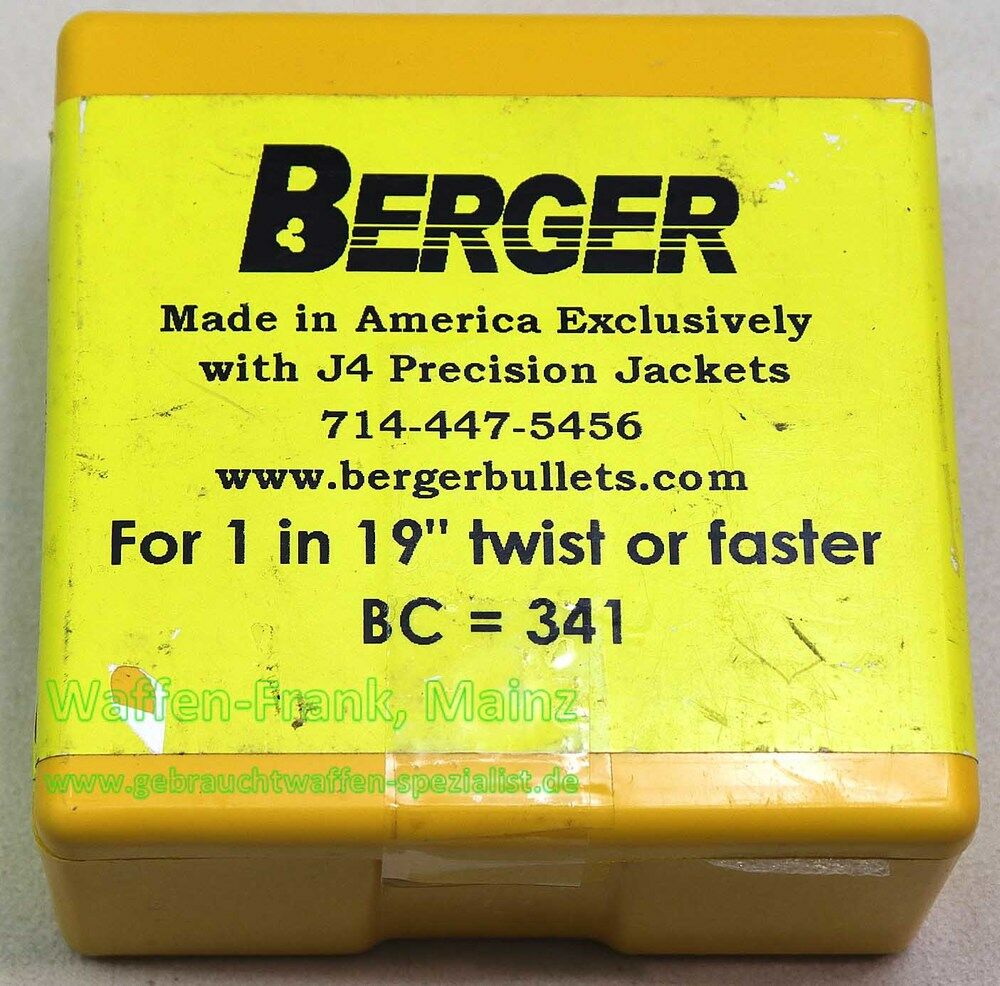 BERGER
Made in America Exclusively
with J4 Precision Jackets
714-447-5456
www.bergerbullets.com
For 1 in 19" twist or faster
BC = 341
Waffen-Frank, Mainz
www.gebrauchtwaffen-spezialist.de